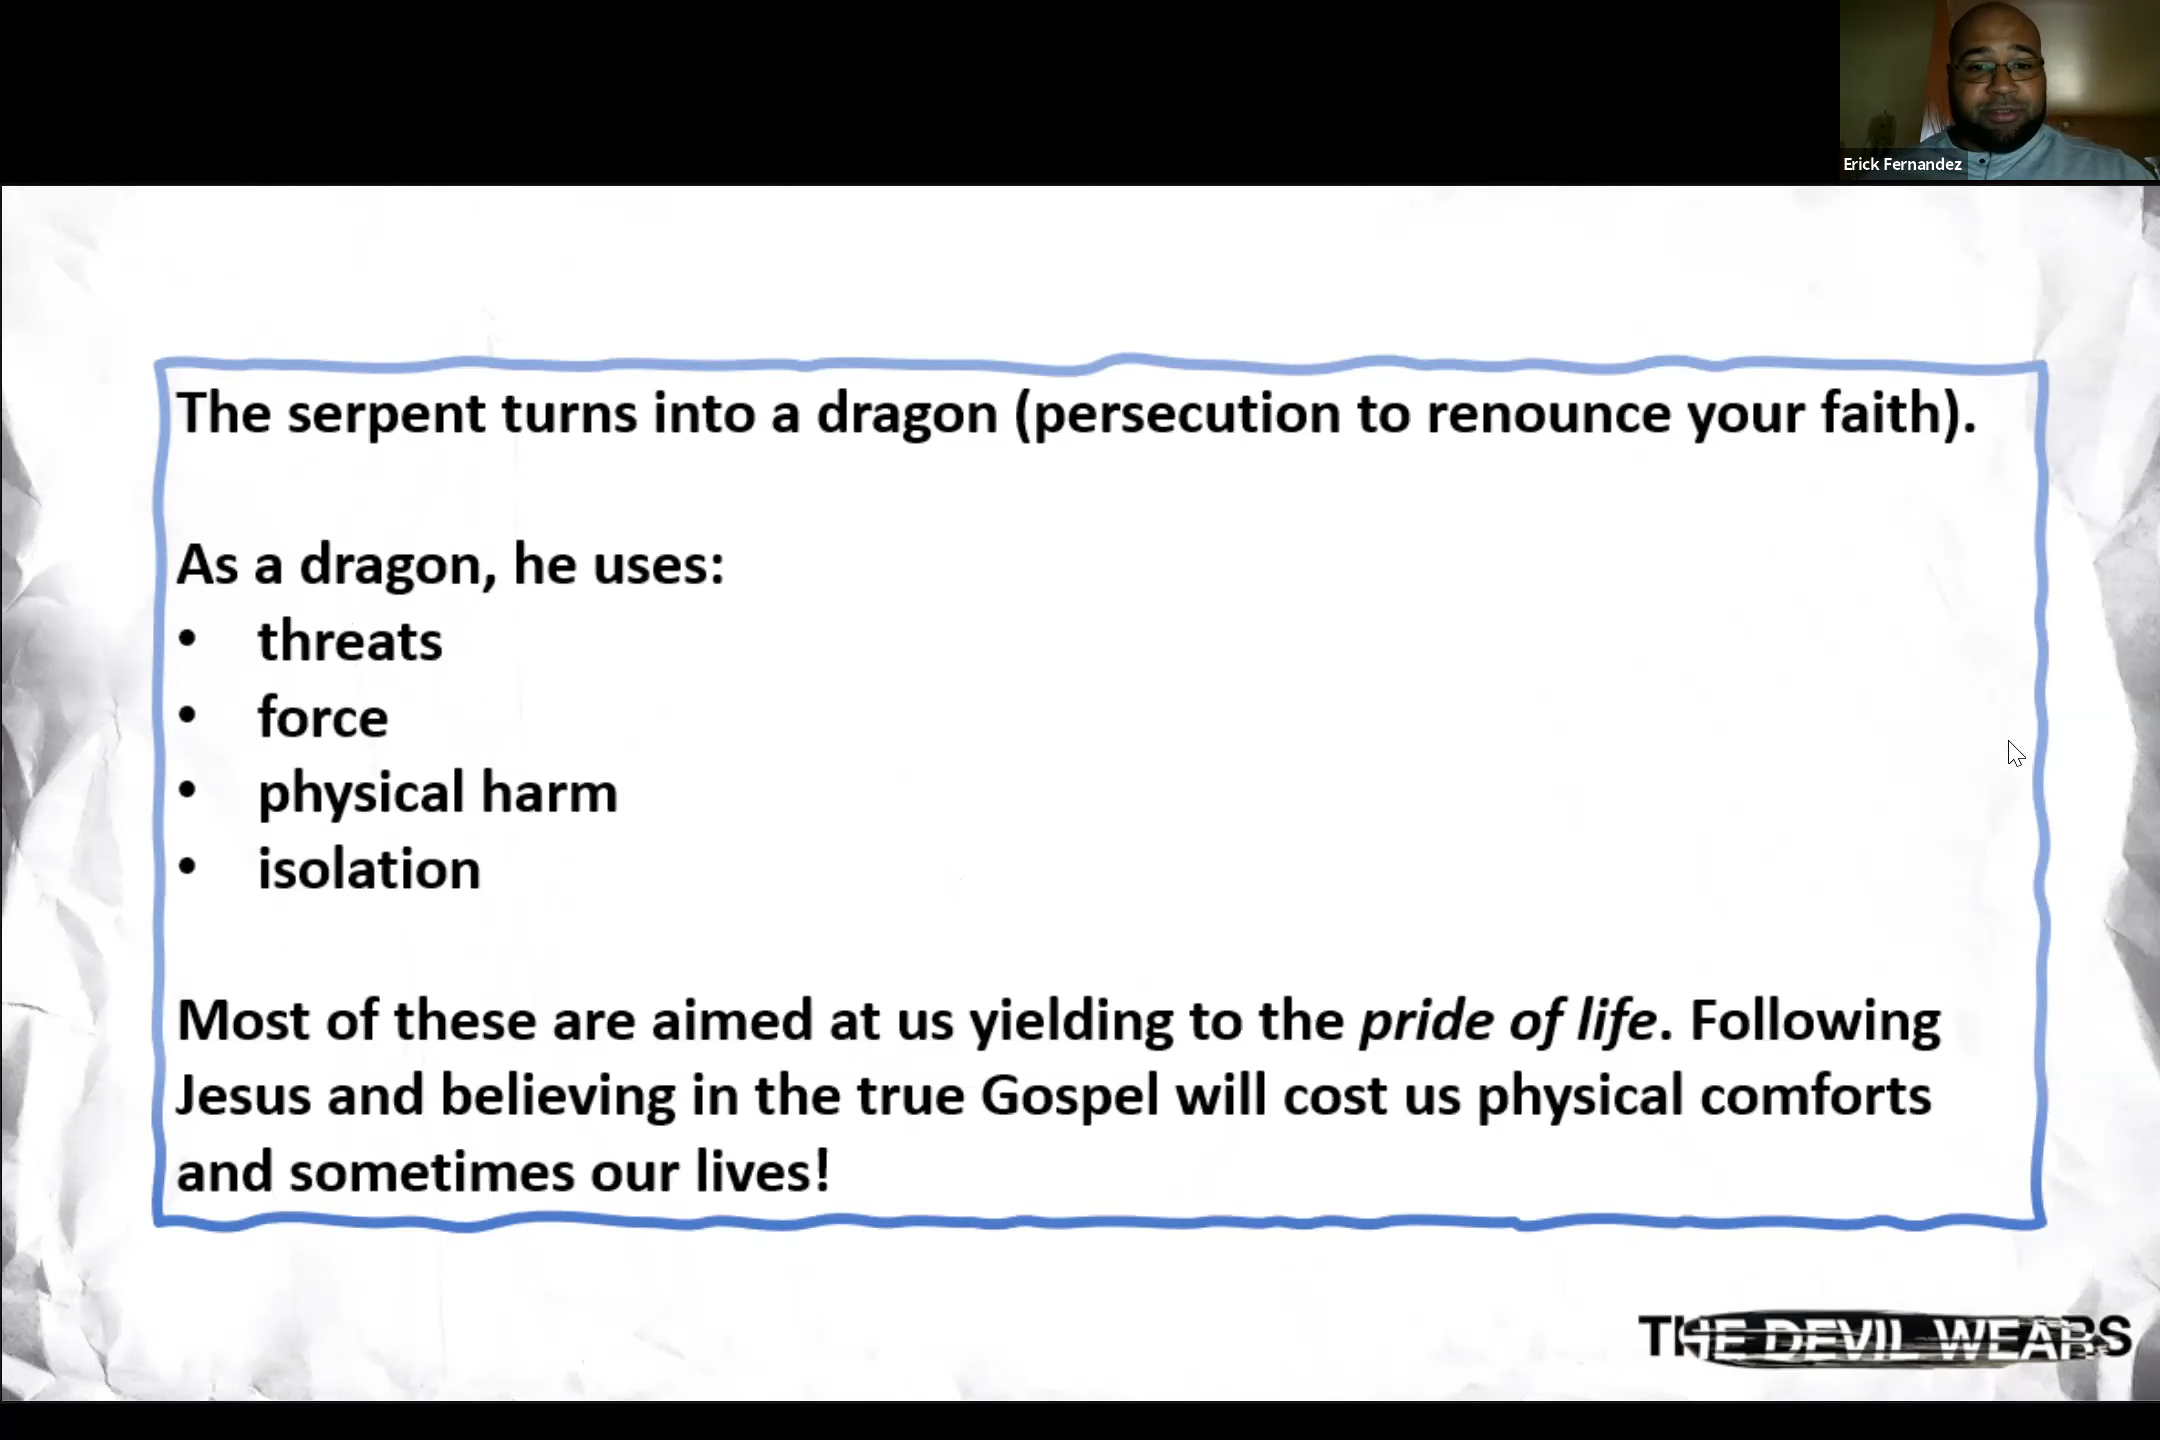 Erick Fernandez
The serpent turns into a dragon (persecution to renounce your faith).
As a dragon, he uses:
• threats
• force
• physical harm
• isolation
Most of these are aimed at us yielding to the pride of life. Following
Jesus and believing in the true Gospel will cost us physical comforts
and sometimes our lives!
THE DEVIL WEARS